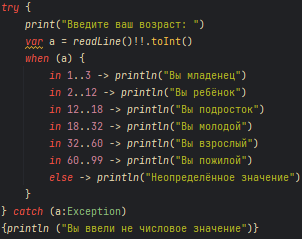 try {
print("Введите ваш возраст: ")
var a = readLine()!!.toInt()
when (a) {
in 1..3 -> println("Вы младенец")
in 2..12 -> println("Вы ребёнок")
in 12..18 -> println("Вы подросток")
in 18..32 -> println("Вы молодой")
in 32..60 -> println("Вы взрослый")
in 60..99 -> println("Вы пожилой")
else -> println("Неопределённое значение")
}
} catch (a:Exception)
{println ("Вы ввели не числовое значение")}